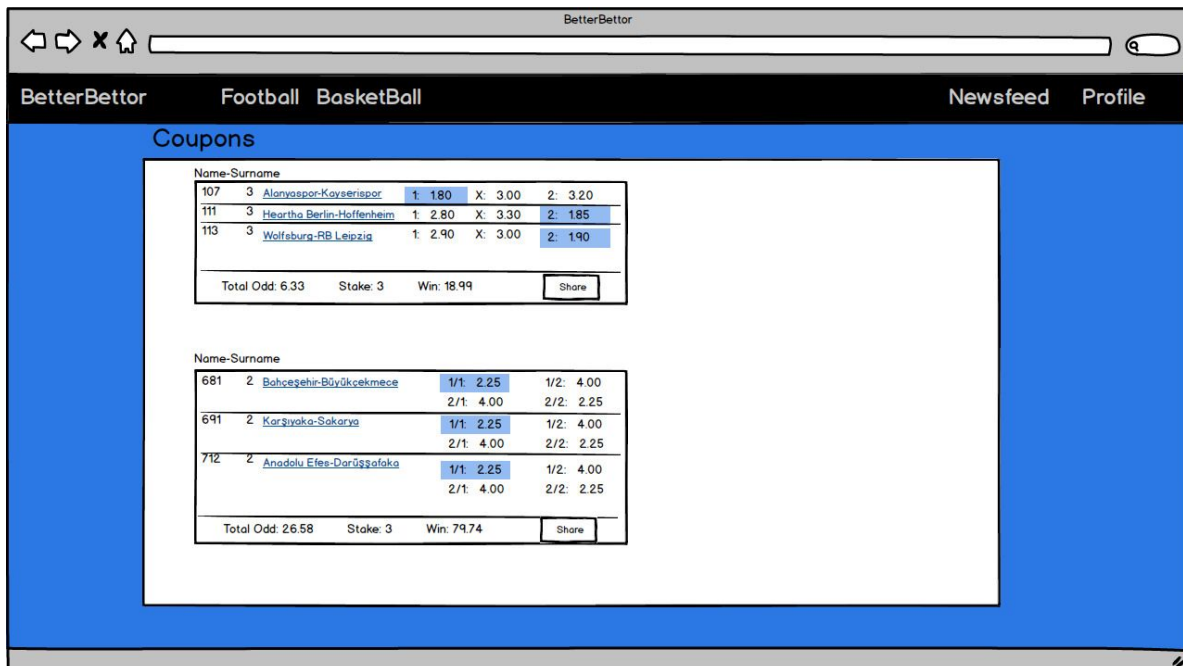 BetterBettor
BetterBettor Football BasketBall Newsfeed Profile
Coupons
Name-Surname
107 3 Alanyaspor-Kayserispor 1: 1.80 X: 3.00 2: 3.20
111 3 Heartha Berlin-Hoffenheim 1: 2.80 X: 3.30 2: 1.85
113 3 Wolfsburg-RB Leipzig 1: 2.90 X: 3.00 2: 1.90
Total Odd: 6.33 Stake: 3 Win: 18.99 Share
Name-Surname
681 2 Bahçeşehir-Büyükçekmece 1/1: 2.25 1/2: 4.00
2/1: 4.00 2/2: 2.25
691 2 Karşıyaka-Sakarya 1/1: 2.25 1/2: 4.00
2/1: 4.00 2/2: 2.25
712 2 Anadolu Efes-Darüşşafaka 1/1: 2.25 1/2: 4.00
2/1: 4.00 2/2: 2.25
Total Odd: 26.58 Stake: 3 Win: 79.74 Share